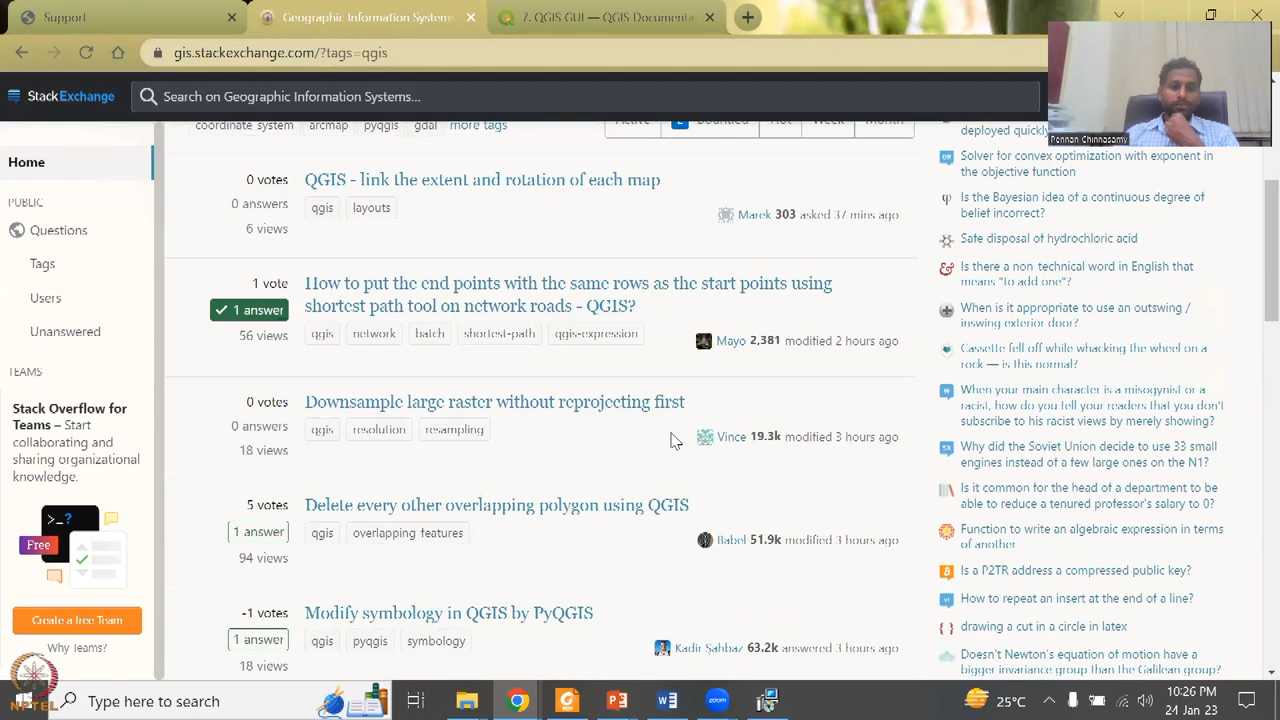 Support
Geographic Information Systems
7. QGIS GUI — QGIS Documenta
gis.stackexchange.com/?tags=qgis
StackExchange
Search on Geographic Information Systems...
Pennan Chinnasamy
coordinate system arcmap pyqgis gdal more tags
Active 2 Bountied Hot Week Month
Home
PUBLIC
Questions
Tags
Users
Unanswered
TEAMS
Stack Overflow for
Teams – Start
collaborating and
sharing organizational
knowledge.
>_?
Free
Create a free Team
Why Teams?
0 votes
0 answers
6 views
QGIS - link the extent and rotation of each map
qgis layouts
Marek 303 asked 37 mins ago
1 vote
1 answer
56 views
How to put the end points with the same rows as the start points using
shortest path tool on network roads - QGIS?
qgis network batch shortest-path qgis-expression
Mayo 2,381 modified 2 hours ago
0 votes
0 answers
18 views
Downsample large raster without reprojecting first
qgis resolution resampling
Vince 19.3k modified 3 hours ago
5 votes
1 answer
94 views
Delete every other overlapping polygon using QGIS
qgis overlapping features
Babel 51.9k modified 3 hours ago
-1 votes
1 answer
18 views
Modify symbology in QGIS by PyQGIS
qgis pyqgis symbology
Kadir Şahbaz 63.2k answered 3 hours ago
deployed quickly
Solver for convex optimization with exponent in
the objective function
Is the Bayesian idea of a continuous degree of
belief incorrect?
Safe disposal of hydrochloric acid
Is there a non technical word in English that
means "to add one"?
When is it appropriate to use an outswing /
inswing exterior door?
Cassette fell off while whacking the wheel on a
rock — is this normal?
When your main character is a misogynist or a
racist, how do you tell your readers that you don't
subscribe to his racist views by merely showing?
Why did the Soviet Union decide to use 33 small
engines instead of a few large ones on the N1?
Is it common for the head of a department to be
able to reduce a tenured professor's salary to 0?
Function to write an algebraic expression in terms
of another
Is a P2TR address a compressed public key?
How to repeat an insert at the end of a line?
drawing a cut in a circle in latex
Doesn't Newton's equation of motion have a
bigger invariance group than the Galilean group?
NPTEL
Type here to search
25°C
10:26 PM
24 Jan 23